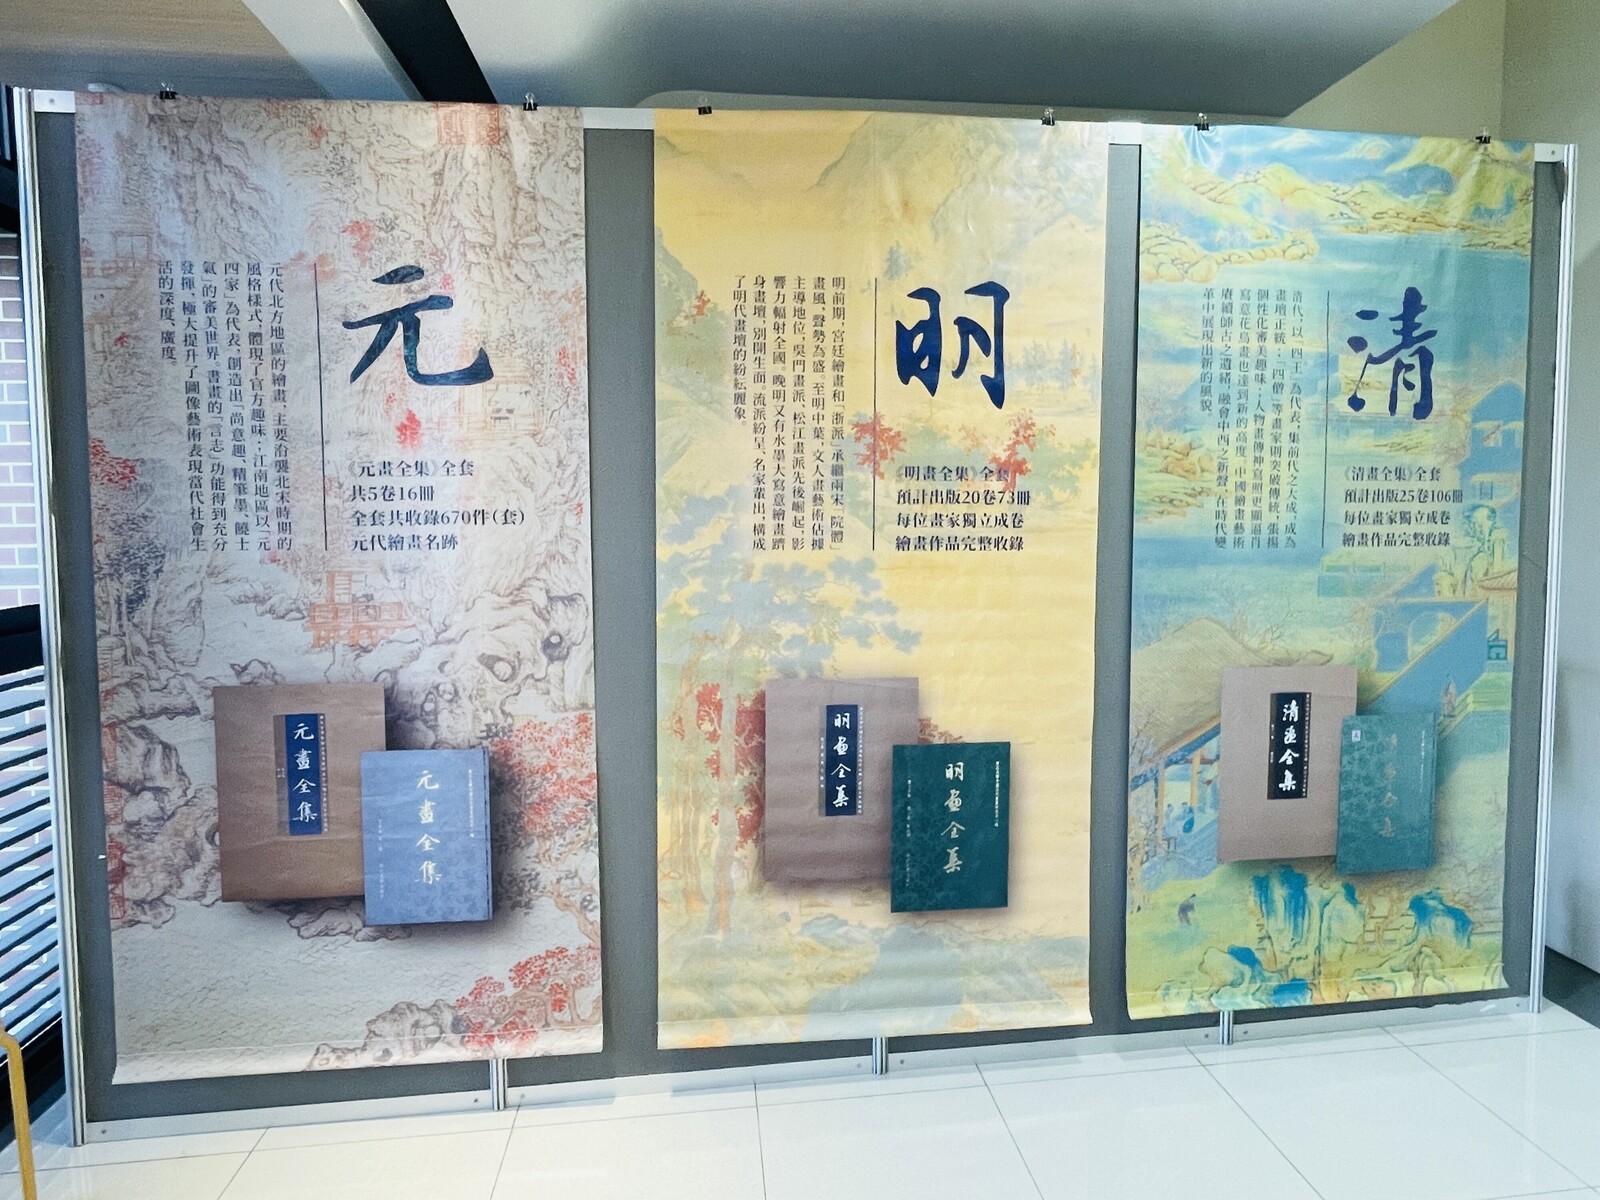 元
《元畫全集》全套
共5卷16冊
全套共收錄670件(套)
元代繪畫名跡
元代北方地區的繪畫,主要沿襲北宋時期的
風格樣式,體現了官方趣味;江南地區以「元
四家」為代表,創造出「尚意趣、精筆墨、饒士
氣」的審美世界,書畫的「言志」功能得到充分
發揮,極大提升了圖像藝術表現當代社會生
活的深度、廣度。
元畫全集
元畫全集
明
《明畫全集》全套
預計出版20卷73冊
每位畫家獨立成卷
繪畫作品完整收錄
明前期,宮廷繪畫和「浙派」承繼兩宋「院體」
畫風,聲勢為盛。至明中葉,文人畫藝術佔據
主導地位,吳門畫派、松江畫派先後崛起,影
響力輻射全國。晚明又有水墨大寫意繪畫躋
身畫壇,別開生面。流派紛呈、名家輩出,構成
了明代畫壇的紛紜麗象。
明畫全集
明畫全集
清
《清畫全集》全套
預計出版25卷106冊
每位畫家獨立成卷
繪畫作品完整收錄
清代,以「四王」為代表,集前代之大成,成為
畫壇正統;「四僧」等畫家則突破傳統,張揚
個性化審美趣味;人物畫傳神寫照更顯逼肖
寫意花鳥畫也達到新的高度。中國繪畫藝術
賡續師古之遺緒,融會中西之新聲,在時代變
革中展現出新的風貌。
清畫全集
清畫全集